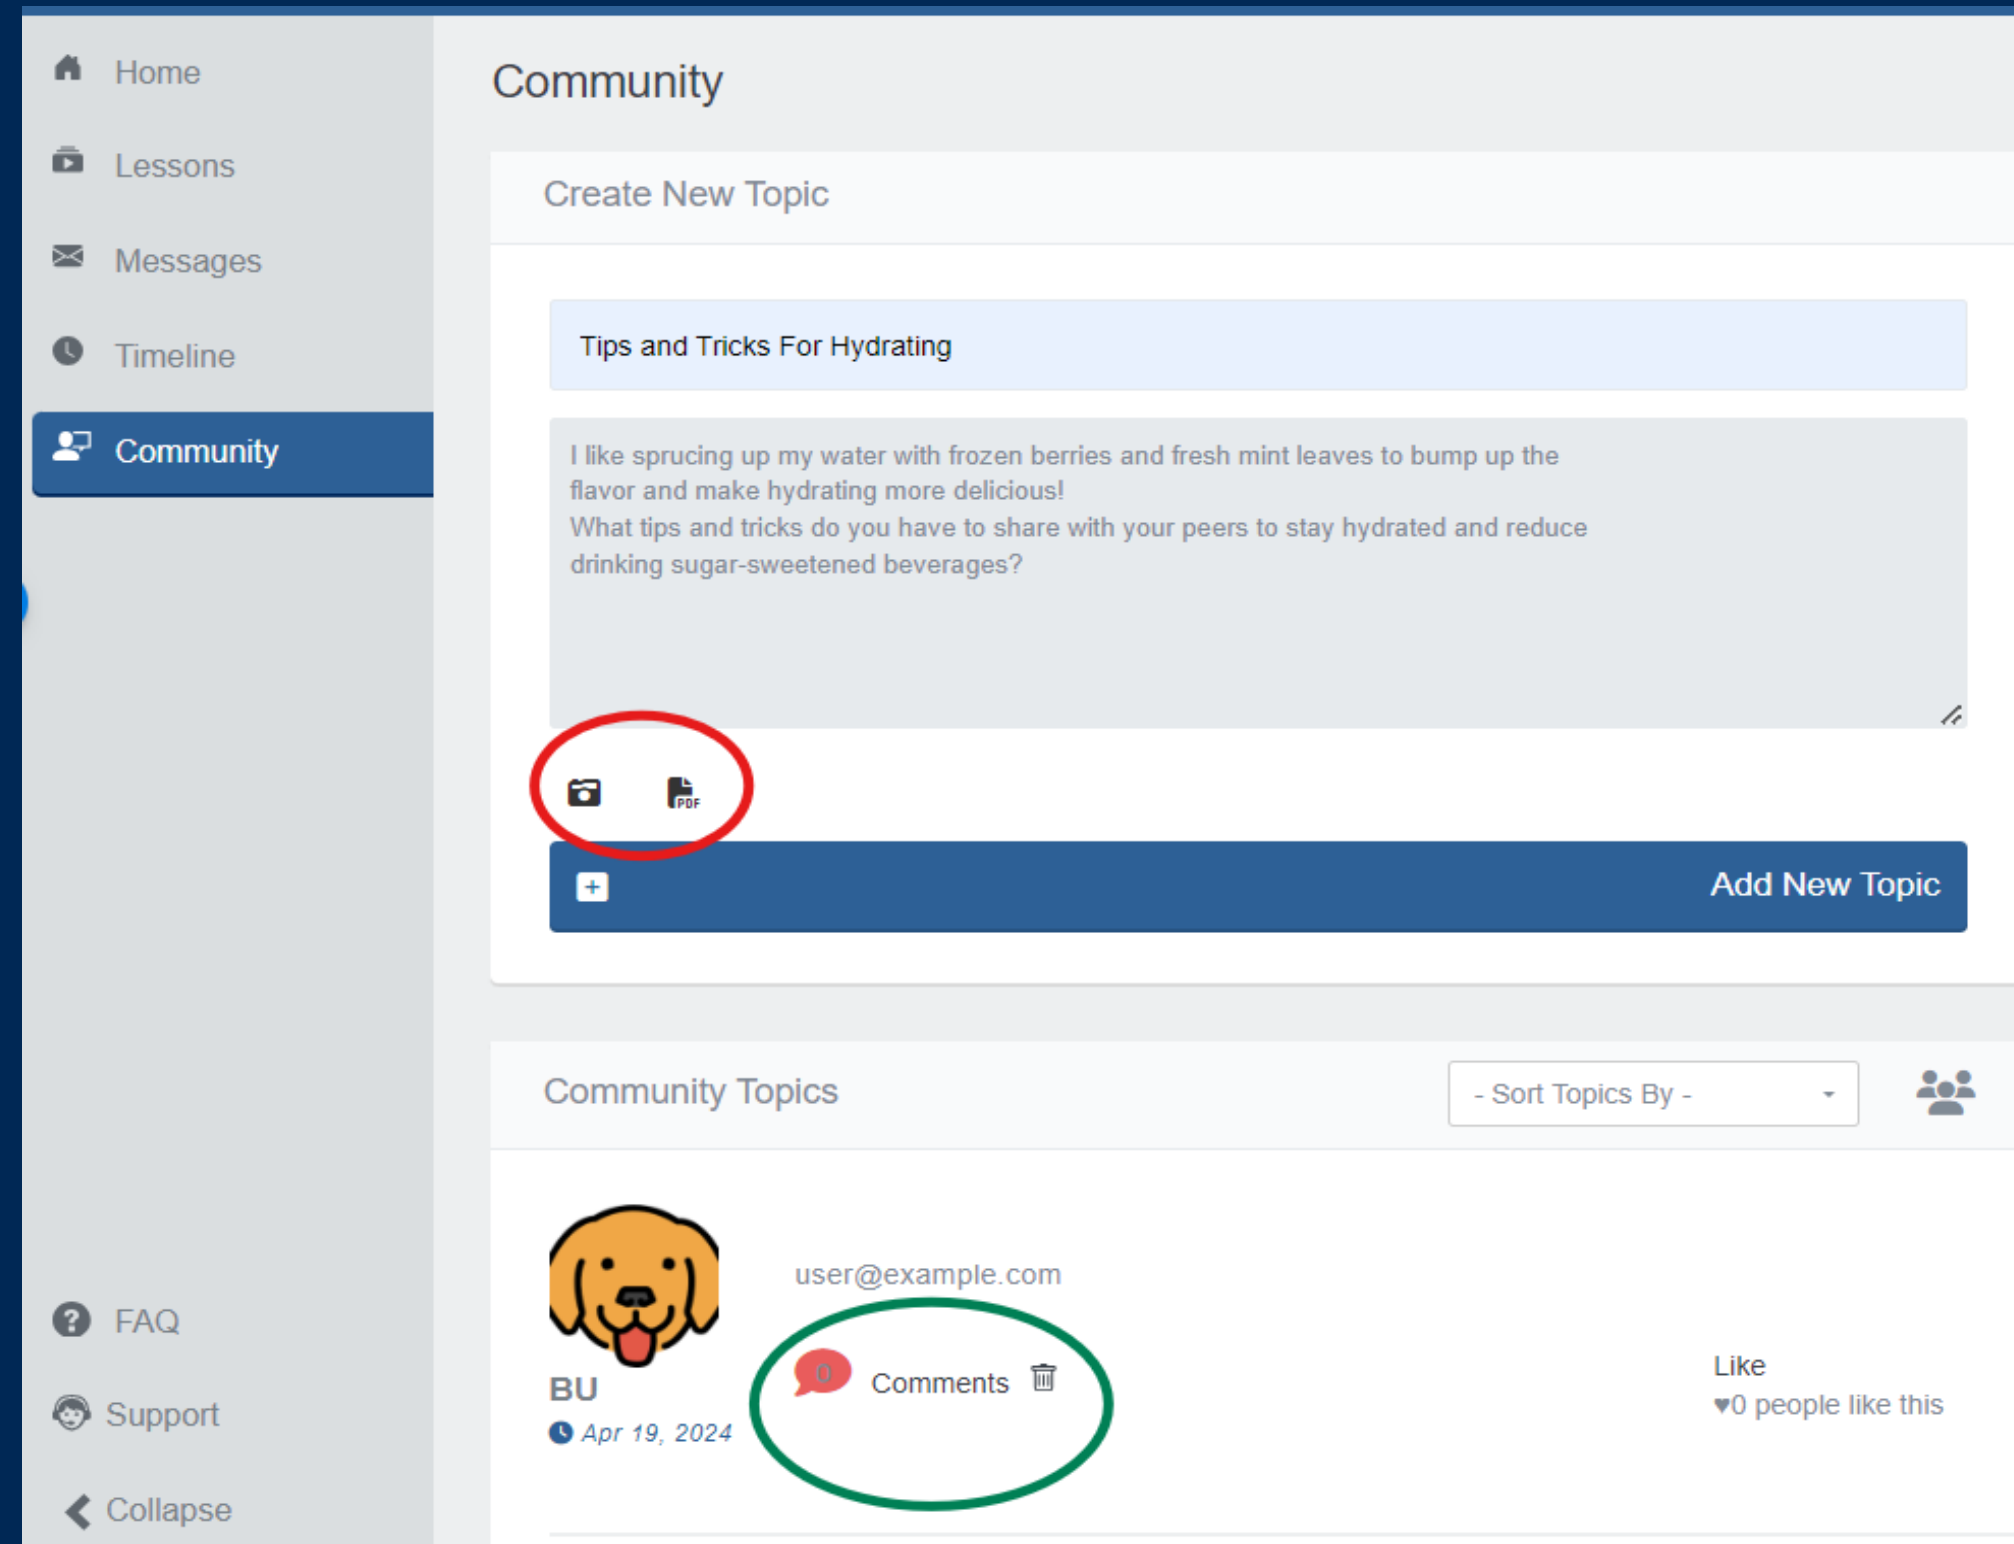 Home
Lessons
Messages
Timeline
Community
FAQ
Support
Collapse
Community
Create New Topic
Tips and Tricks For Hydrating
I like sprucing up my water with frozen berries and fresh mint leaves to bump up the
flavor and make hydrating more delicious!
What tips and tricks do you have to share with your peers to stay hydrated and reduce
drinking sugar-sweetened beverages?
PDF
Add New Topic
Community Topics
- Sort Topics By -
user@example.com
0 Comments
BU
Apr 19, 2024
Like
♥0 people like this